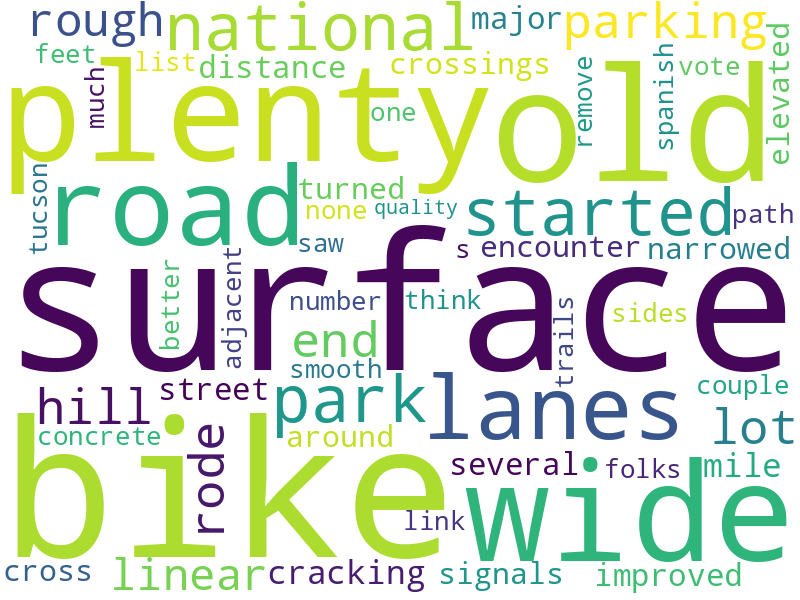 rough national major parking
feet list distance crossings remove spanish vote elevated
much plenty one old
tucson road turned none quality started path
surface saw s encounter narrowed
better adjacent number think trails sides
end smooth
hill street park lanes couple
concrete rode around several folks lot mile
bike link wide
cross linear cracking signals improved